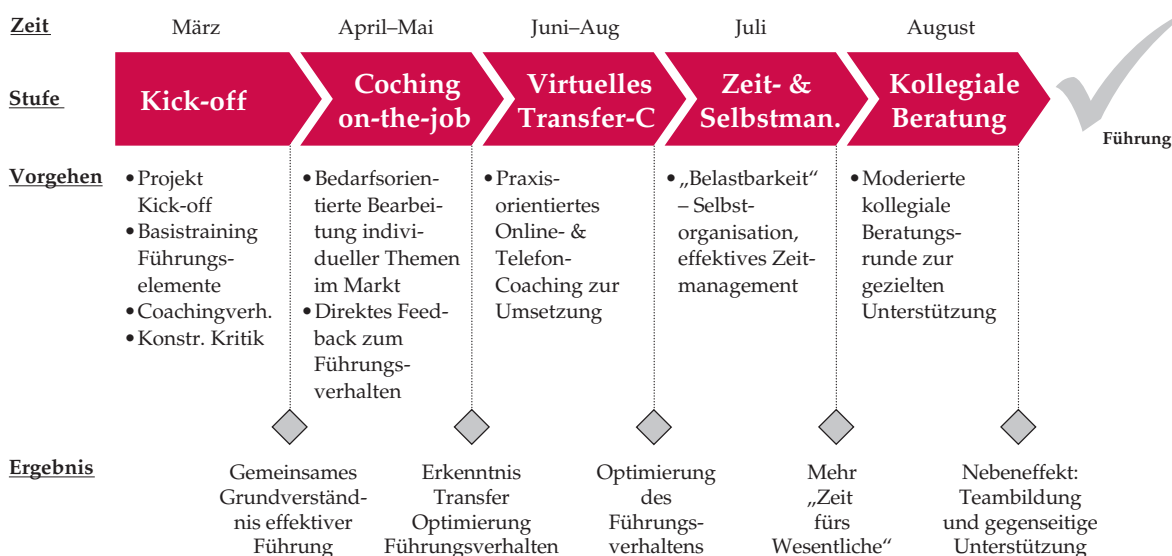 Zeit
März
April–Mai
Juni–Aug
Juli
August
Stufe
Kick-off
Coching
on-the-job
Virtuelles
Transfer-C
Zeit- &
Selbstman.
Kollegiale
Beratung
Führung
Vorgehen
•Projekt
Kick-off
•Basistraining
Führungs-
elemente
•Coachingverh.
•Konstr. Kritik
•Bedarfsorien-
tierte Bearbei-
tung indivi-
dueller Themen
im Markt
•Direktes Feed-
back zum
Führungs-
verhalten
•Praxis-
orientiertes
Online- &
Telefon-
Coaching zur
Umsetzung
•„Belastbarkeit“
– Selbst-
organisation,
effektives Zeit-
management
•Moderierte
kollegiale
Beratungs-
runde zur
gezielten
Unterstützung
Ergebnis
Gemeinsames
Grundverständ-
nis effektiver
Führung
Erkenntnis
Transfer
Optimierung
Führungsverhalten
Optimierung
des
Führungs-
verhaltens
Mehr
„Zeit
fürs
Wesentliche“
Nebeneffekt:
Teambildung
und gegenseitige
Unterstützung